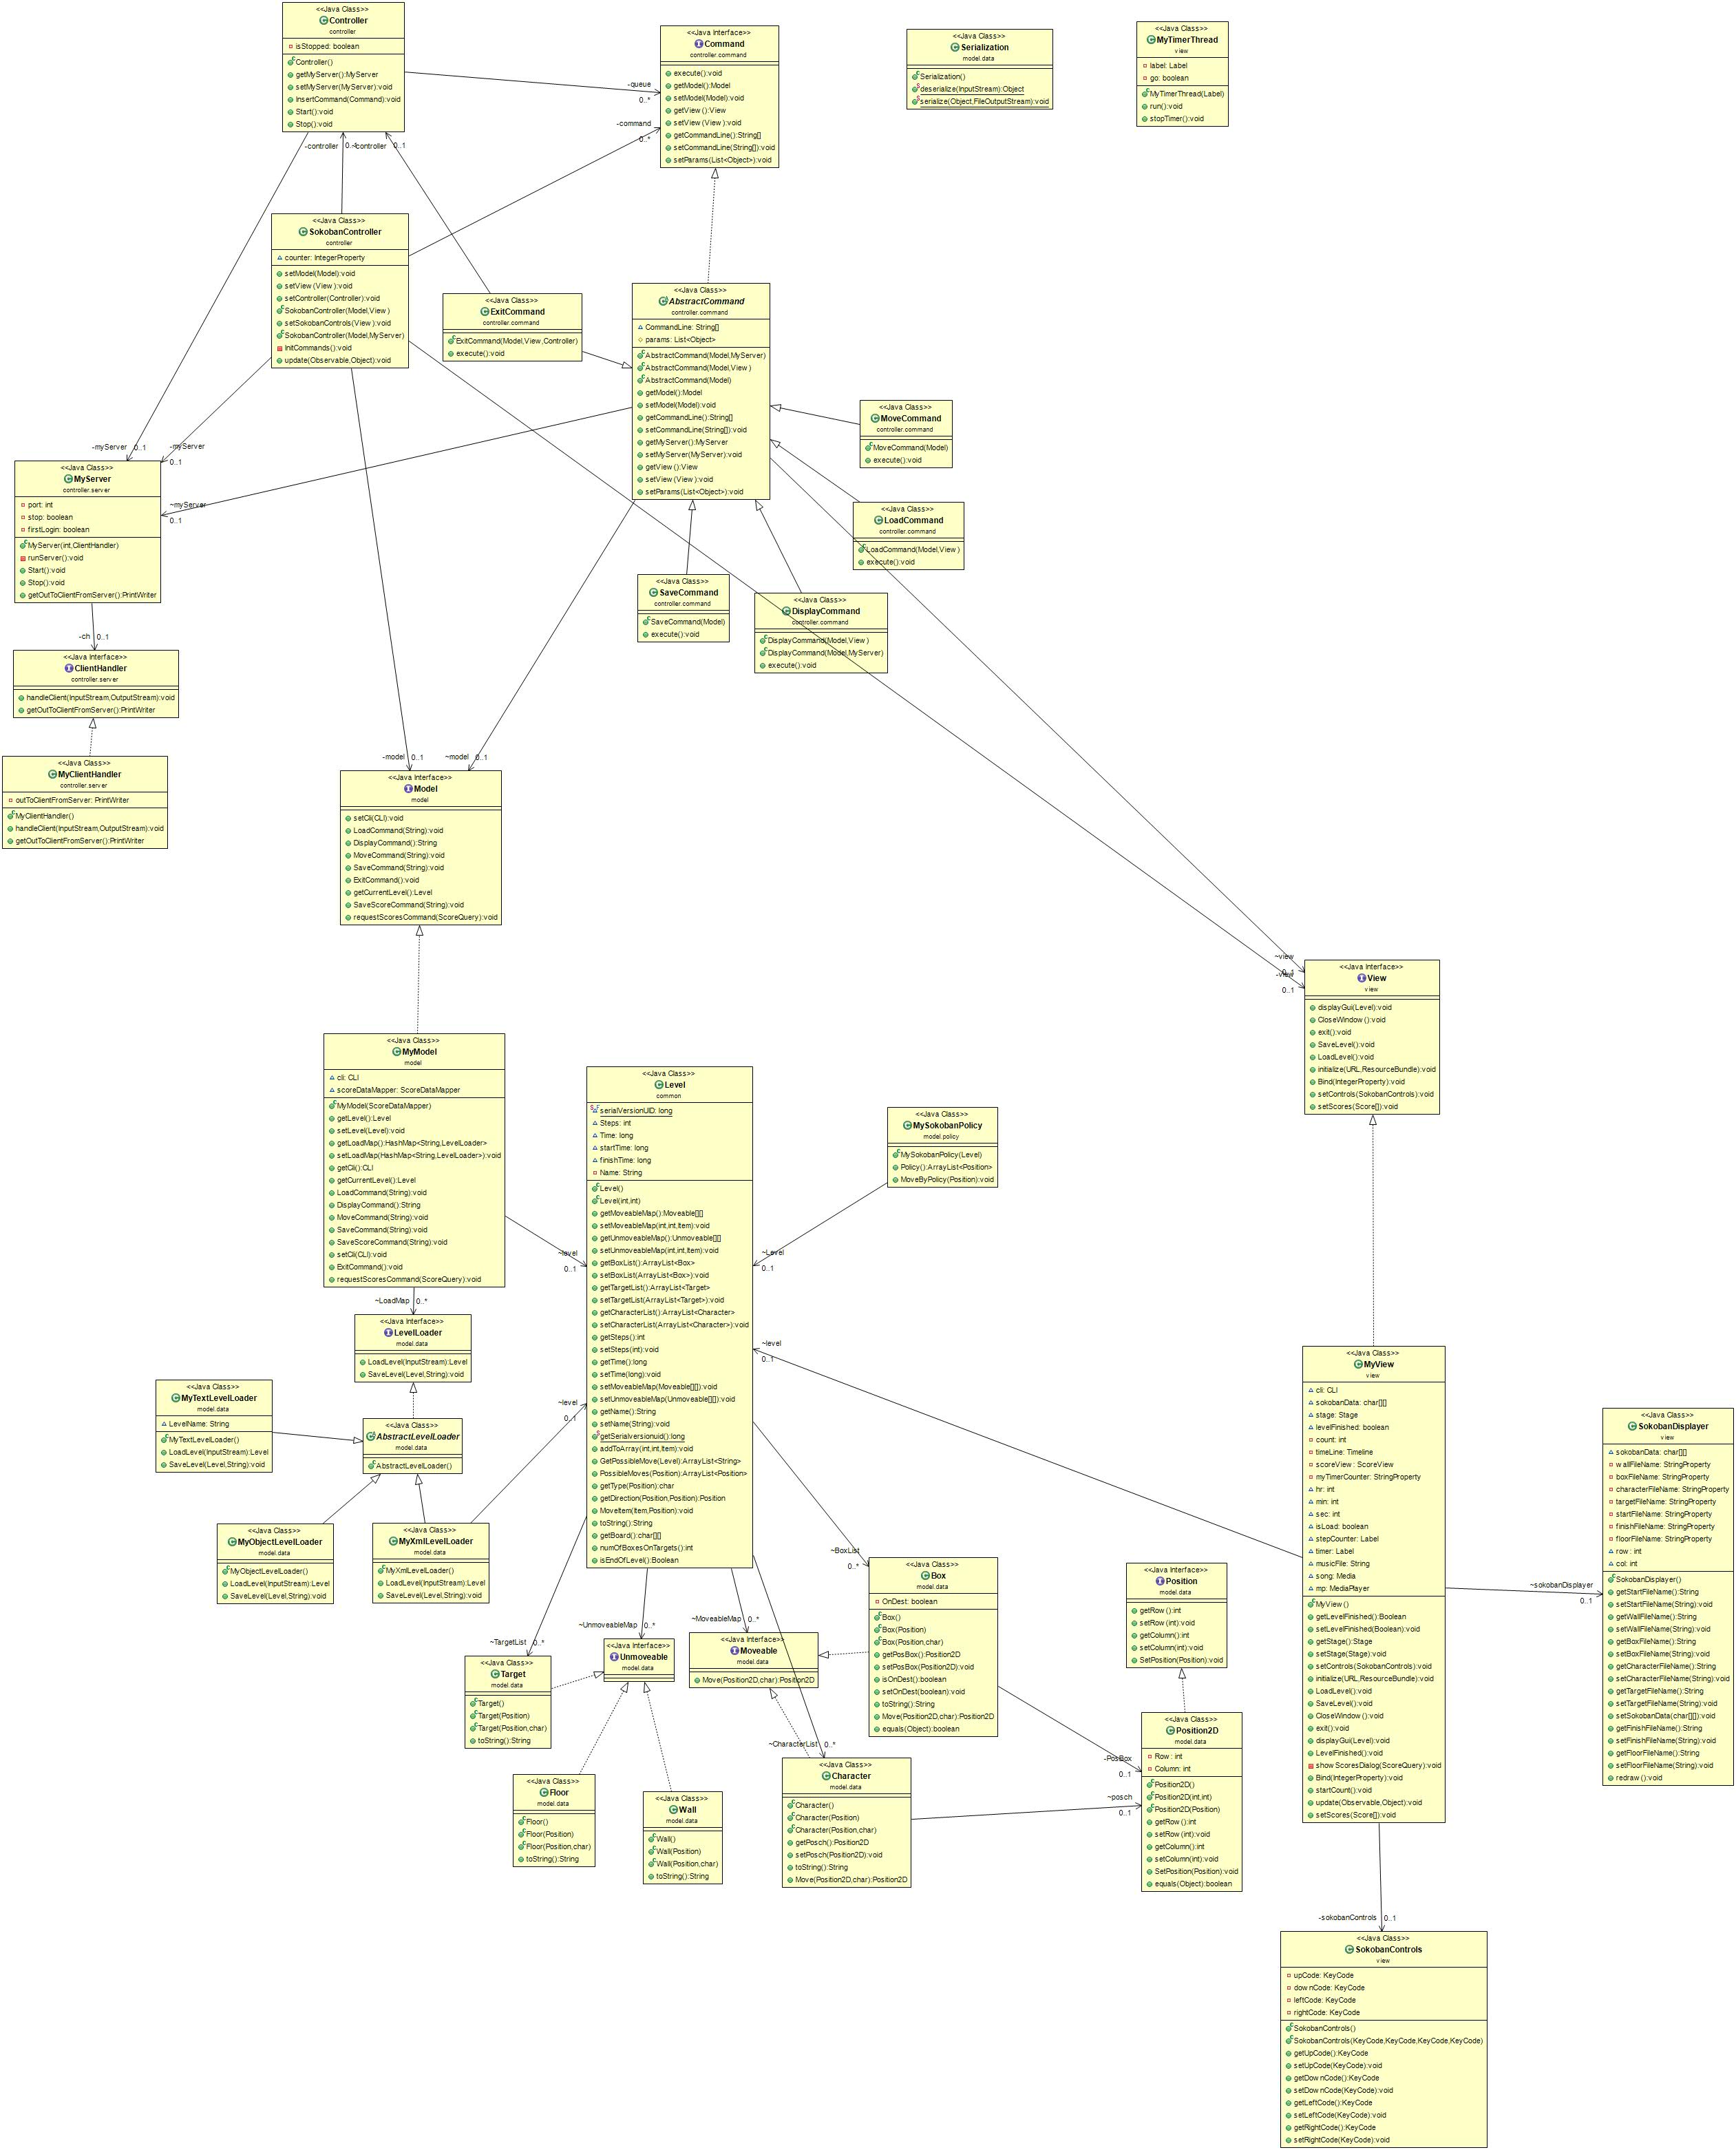 <<Java Class>>
Controller
controller
isStopped: boolean
Controller()
getMyServer():MyServer
setMyServer(MyServer):void
InsertCommand(Command):void
Start():void
Stop():void
<<Java Interface>>
Command
controller.command
execute():void
getModel():Model
setModel(Model):void
getView():View
setView(View):void
getCommandLine():String[]
setCommandLine(String[]):void
setParams(List<Object>):void
<<Java Class>>
Serialization
model.data
Serialization()
deserialize(InputStream):Object
serialize(Object,FileOutputStream):void
<<Java Class>>
MyTimerThread
view
label: Label
go: boolean
MyTimerThread(Label)
run():void
stopTimer():void
-queue
0..*
-command
0..*
-controller
0..1
~controller
0..1
<<Java Class>>
SokobanController
controller
counter: IntegerProperty
setModel(Model):void
setView(View):void
setController(Controller):void
SokobanController(Model,View)
setSokobanControls(View):void
SokobanController(Model,MyServer)
InitCommands():void
update(Observable,Object):void
<<Java Class>>
ExitCommand
controller.command
ExitCommand(Model,View,Controller)
execute():void
<<Java Class>>
AbstractCommand
controller.command
CommandLine: String[]
params: List<Object>
AbstractCommand(Model,MyServer)
AbstractCommand(Model,View)
AbstractCommand(Model)
getModel():Model
setModel(Model):void
getCommandLine():String[]
setCommandLine(String[]):void
getMyServer():MyServer
setMyServer(MyServer):void
getView():View
setView(View):void
setParams(List<Object>):void
<<Java Class>>
MoveCommand
controller.command
MoveCommand(Model)
execute():void
<<Java Class>>
LoadCommand
controller.command
LoadCommand(Model,View)
execute():void
<<Java Class>>
SaveCommand
controller.command
SaveCommand(Model)
execute():void
<<Java Class>>
DisplayCommand
controller.command
DisplayCommand(Model,View)
DisplayCommand(Model,MyServer)
execute():void
-myServer
0..1
-myServer
0..1
~myServer
0..1
<<Java Class>>
MyServer
controller.server
port: int
stop: boolean
firstLogin: boolean
MyServer(int,ClientHandler)
runServer():void
Start():void
Stop():void
getOutToClientFromServer():PrintWriter
-ch
0..1
<<Java Interface>>
ClientHandler
controller.server
handleClient(InputStream,OutputStream):void
getOutToClientFromServer():PrintWriter
<<Java Class>>
MyClientHandler
controller.server
outToClientFromServer: PrintWriter
MyClientHandler()
handleClient(InputStream,OutputStream):void
getOutToClientFromServer():PrintWriter
-model
0..1
~model
0..1
<<Java Interface>>
Model
model
setCli(CLI):void
LoadCommand(String):void
DisplayCommand():String
MoveCommand(String):void
SaveCommand(String):void
ExitCommand():void
getCurrentLevel():Level
SaveScoreCommand(String):void
requestScoresCommand(ScoreQuery):void
~view
0..1
-view
0..1
<<Java Interface>>
View
view
displayGui(Level):void
CloseWindow():void
exit():void
SaveLevel():void
LoadLevel():void
initialize(URL,ResourceBundle):void
Bind(IntegerProperty):void
setControls(SokobanControls):void
setScores(Score[]):void
<<Java Class>>
MyModel
model
cli: CLI
scoreDataMapper: ScoreDataMapper
MyModel(ScoreDataMapper)
getLevel():Level
setLevel(Level):void
getLoadMap():HashMap<String,LevelLoader>
setLoadMap(HashMap<String,LevelLoader>):void
getCli():CLI
getCurrentLevel():Level
LoadCommand(String):void
DisplayCommand():String
MoveCommand(String):void
SaveCommand(String):void
SaveScoreCommand(String):void
setCli(CLI):void
ExitCommand():void
requestScoresCommand(ScoreQuery):void
<<Java Class>>
Level
common
serialVersionUID: long
Steps: int
Time: long
startTime: long
finishTime: long
Name: String
Level()
Level(int,int)
getMoveableMap():Moveable[][]
setMoveableMap(int,int,Item):void
getUnmoveableMap():Unmoveable[][]
setUnmoveableMap(int,int,Item):void
getBoxList():ArrayList<Box>
setBoxList(ArrayList<Box>):void
getTargetList():ArrayList<Target>
setTargetList(ArrayList<Target>):void
getCharacterList():ArrayList<Character>
setCharacterList(ArrayList<Character>):void
getSteps():int
setSteps(int):void
getTime():long
setTime(long):void
setMoveableMap(Moveable[][]):void
setUnmoveableMap(Unmoveable[][]):void
getName():String
setName(String):void
getSerialversionuid():long
addToArray(int,int,Item):void
GetPossibleMove(Level):ArrayList<String>
PossibleMoves(Position):ArrayList<Position>
getType(Position):char
getDirection(Position,Position):Position
MoveItem(Item,Position):void
toString():String
getBoard():char[][]
numOfBoxesOnTargets():int
isEndOfLevel():Boolean
<<Java Class>>
MySokobanPolicy
model.policy
MySokobanPolicy(Level)
Policy():ArrayList<Position>
MoveByPolicy(Position):void
~level
0..1
~Level
0..1
~level
0..1
~level
0..1
~LoadMap
0..*
<<Java Interface>>
LevelLoader
model.data
LoadLevel(InputStream):Level
SaveLevel(Level,String):void
<<Java Class>>
MyTextLevelLoader
model.data
LevelName: String
MyTextLevelLoader()
LoadLevel(InputStream):Level
SaveLevel(Level,String):void
<<Java Class>>
AbstractLevelLoader
model.data
AbstractLevelLoader()
<<Java Class>>
MyObjectLevelLoader
model.data
MyObjectLevelLoader()
LoadLevel(InputStream):Level
SaveLevel(Level,String):void
<<Java Class>>
MyXmlLevelLoader
model.data
MyXmlLevelLoader()
LoadLevel(InputStream):Level
SaveLevel(Level,String):void
<<Java Class>>
MyView
view
cli: CLI
sokobanData: char[][]
stage: Stage
levelFinished: boolean
count: int
timeLine: Timeline
scoreView: ScoreView
myTimerCounter: StringProperty
hr: int
min: int
sec: int
isLoad: boolean
stepCounter: Label
timer: Label
musicFile: String
song: Media
mp: MediaPlayer
MyView()
getLevelFinished():Boolean
setLevelFinished(Boolean):void
getStage():Stage
setStage(Stage):void
setControls(SokobanControls):void
initialize(URL,ResourceBundle):void
LoadLevel():void
SaveLevel():void
CloseWindow():void
exit():void
displayGui(Level):void
LevelFinished():void
showScoresDialog(ScoreQuery):void
Bind(IntegerProperty):void
startCount():void
update(Observable,Object):void
setScores(Score[]):void
~sokobanDisplayer
0..1
<<Java Class>>
SokobanDisplayer
view
sokobanData: char[][]
wallFileName: StringProperty
boxFileName: StringProperty
characterFileName: StringProperty
targetFileName: StringProperty
startFileName: StringProperty
finishFileName: StringProperty
floorFileName: StringProperty
row: int
col: int
SokobanDisplayer()
getStartFileName():String
setStartFileName(String):void
getWallFileName():String
setWallFileName(String):void
getBoxFileName():String
setBoxFileName(String):void
getCharacterFileName():String
setCharacterFileName(String):void
getTargetFileName():String
setTargetFileName(String):void
setSokobanData(char[][]):void
getFinishFileName():String
setFinishFileName(String):void
getFloorFileName():String
setFloorFileName(String):void
redraw():void
~BoxList
0..*
<<Java Class>>
Box
model.data
OnDest: boolean
Box()
Box(Position)
Box(Position,char)
getPosBox():Position2D
setPosBox(Position2D):void
isOnDest():boolean
setOnDest(boolean):void
toString():String
Move(Position2D,char):Position2D
equals(Object):boolean
<<Java Interface>>
Position
model.data
getRow():int
setRow(int):void
getColumn():int
setColumn(int):void
SetPosition(Position):void
~TargetList
0..*
<<Java Class>>
Target
model.data
Target()
Target(Position)
Target(Position,char)
toString():String
~UnmoveableMap
0..*
<<Java Interface>>
Unmoveable
model.data
~MoveableMap
0..*
<<Java Interface>>
Moveable
model.data
Move(Position2D,char):Position2D
<<Java Class>>
Floor
model.data
Floor()
Floor(Position)
Floor(Position,char)
toString():String
<<Java Class>>
Wall
model.data
Wall()
Wall(Position)
Wall(Position,char)
toString():String
~CharacterList
0..*
<<Java Class>>
Character
model.data
Character()
Character(Position)
Character(Position,char)
getPosch():Position2D
setPosch(Position2D):void
toString():String
Move(Position2D,char):Position2D
-PosBox
0..1
~posch
0..1
<<Java Class>>
Position2D
model.data
Row: int
Column: int
Position2D()
Position2D(int,int)
Position2D(Position)
getRow():int
setRow(int):void
getColumn():int
setColumn(int):void
SetPosition(Position):void
equals(Object):boolean
-sokobanControls
0..1
<<Java Class>>
SokobanControls
view
upCode: KeyCode
downCode: KeyCode
leftCode: KeyCode
rightCode: KeyCode
SokobanControls()
SokobanControls(KeyCode,KeyCode,KeyCode,KeyCode)
getUpCode():KeyCode
setUpCode(KeyCode):void
getDownCode():KeyCode
setDownCode(KeyCode):void
getLeftCode():KeyCode
setLeftCode(KeyCode):void
getRightCode():KeyCode
setRightCode(KeyCode):void